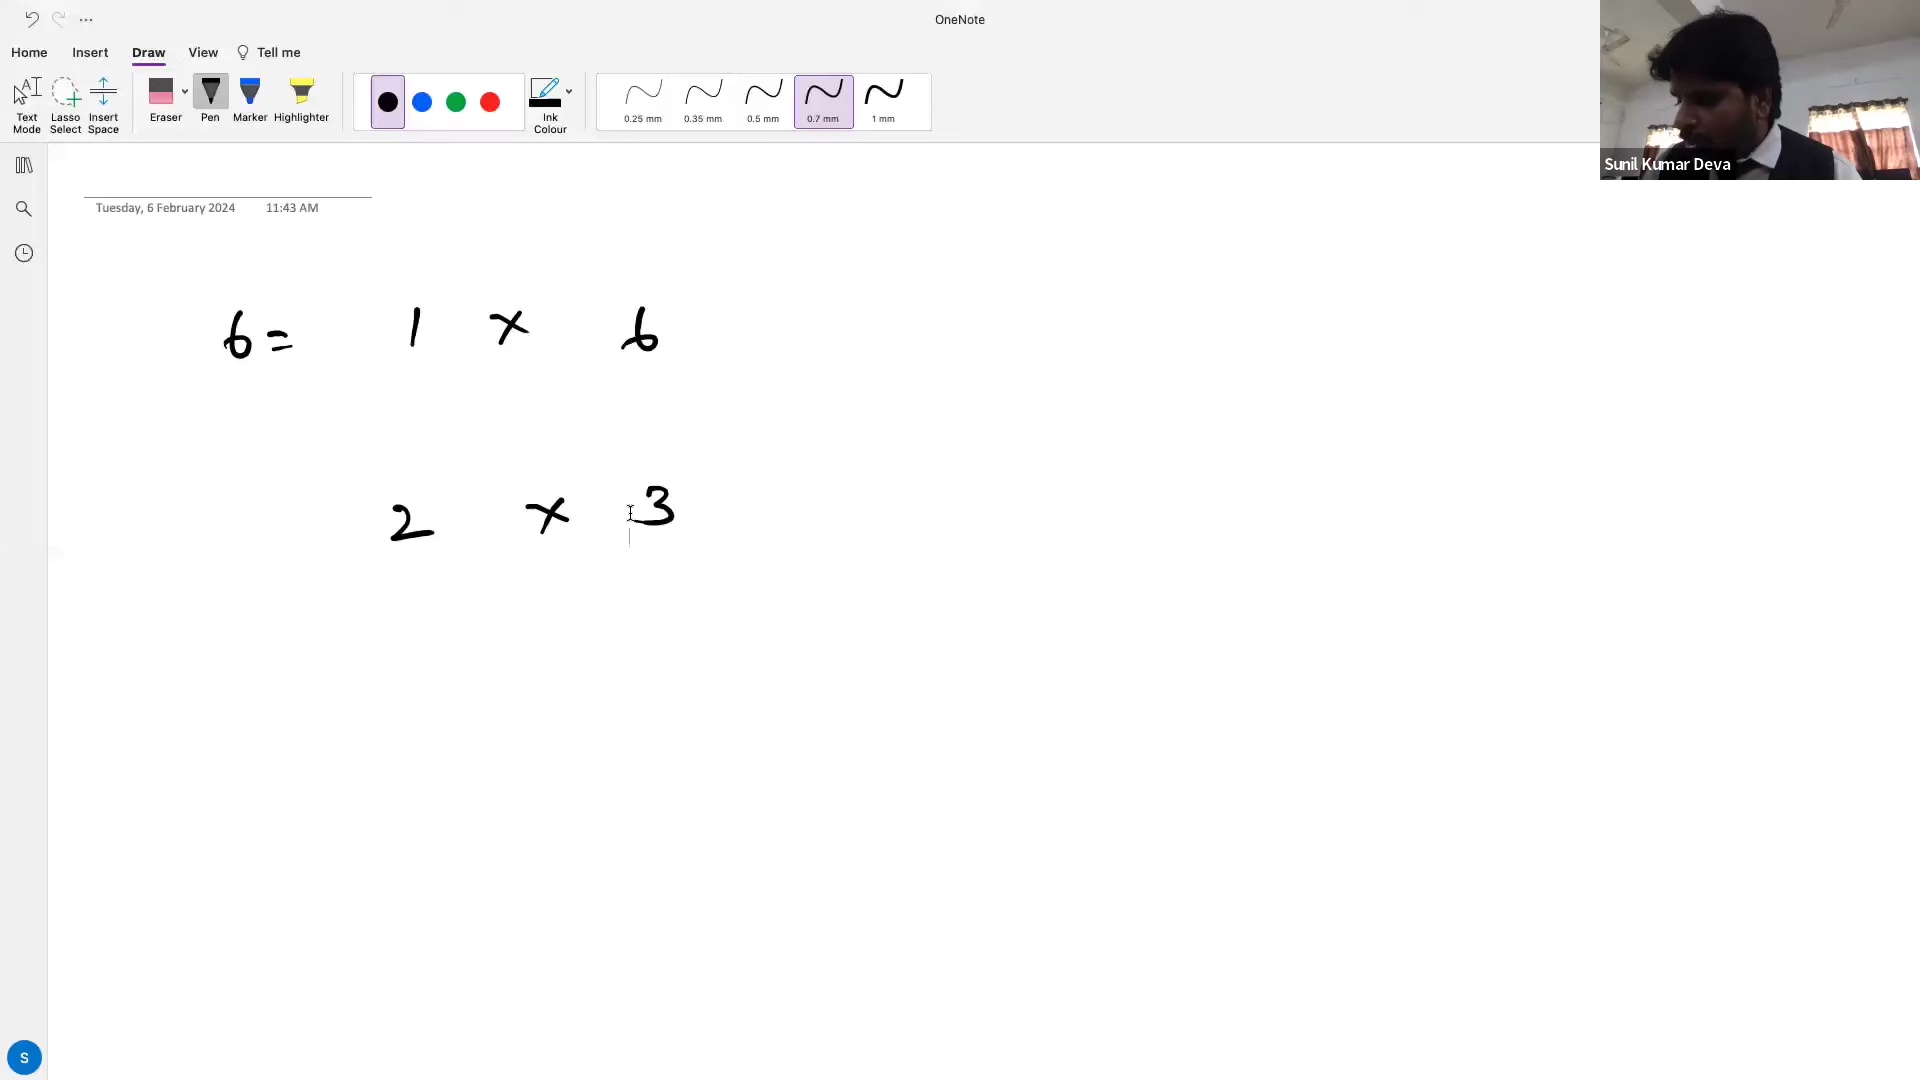 OneNote
Home Insert Draw View Tell me
Text Mode Lasso Select Insert Space Eraser Pen Marker Highlighter Ink Colour 0.25 mm 0.35 mm 0.5 mm 0.7 mm 1 mm
Sunil Kumar Deva
Tuesday, 6 February 2024 11:43 AM
6 = 1 x 6
2 x 3
S